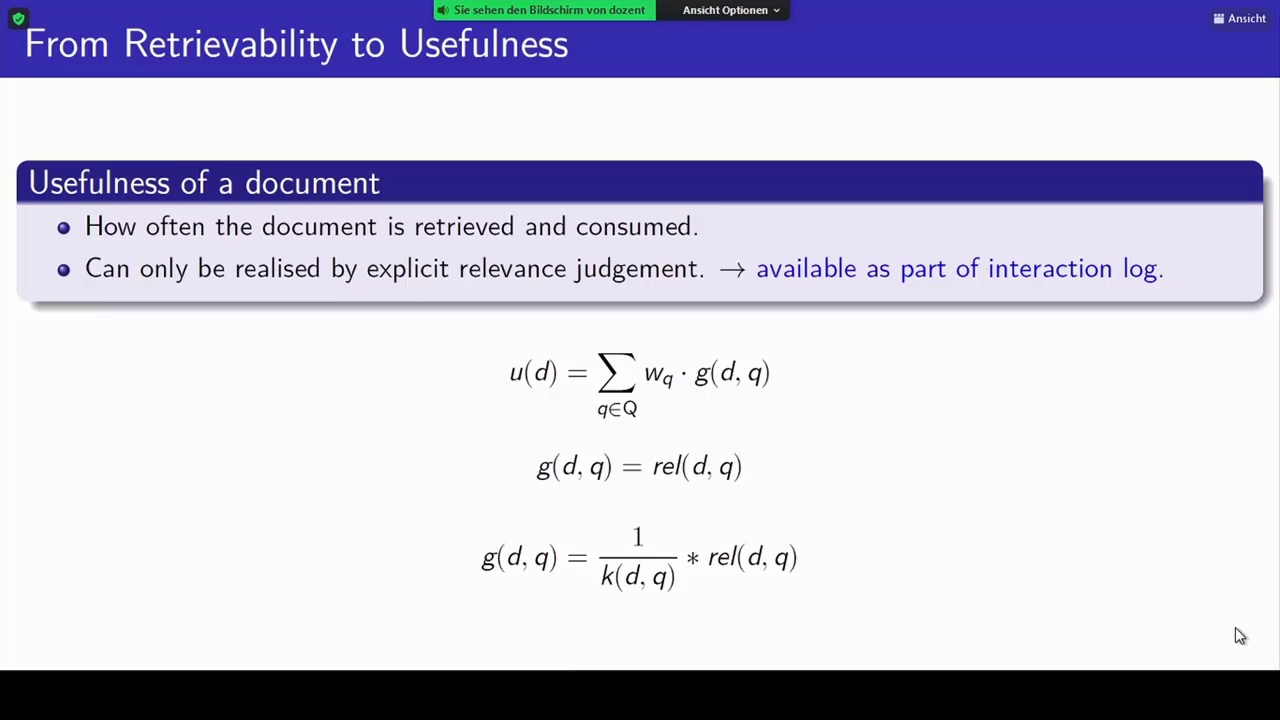 Sie sehen den Bildschirm von dozent
Ansicht Optionen
Ansicht
From Retrievability to Usefulness
Usefulness of a document
How often the document is retrieved and consumed.
Can only be realised by explicit relevance judgement. → available as part of interaction log.
u(d) = ∑_{q∈Q} w_q · g(d, q)
g(d, q) = rel(d, q)
g(d, q) = 1/k(d, q) * rel(d, q)